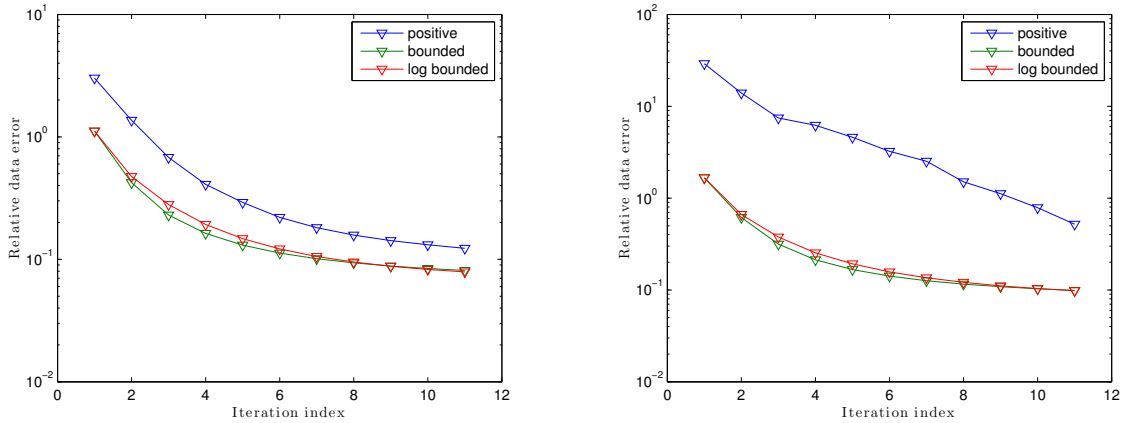 10^1
10^0
10^-1
10^-2
Relative data error
0 2 4 6 8 10 12
Iteration index
positive
bounded
log bounded
10^2
10^1
10^0
10^-1
10^-2
Relative data error
0 2 4 6 8 10 12
Iteration index
positive
bounded
log bounded